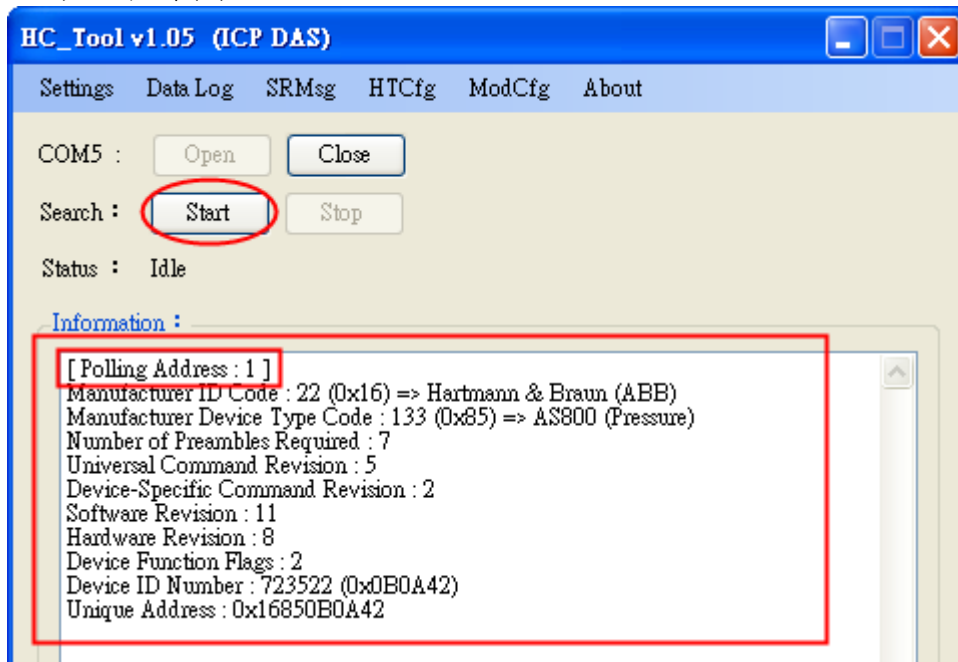 HC_Tool v1.05 (ICP DAS)
Settings Data Log SRMsg HTCfg ModCfg About
COM5 : Open Close
Search : Start Stop
Status : Idle
Information :
[ Polling Address : 1 ]
Manufacturer ID Code : 22 (0x16) => Hartmann & Braun (ABB)
Manufacturer Device Type Code : 133 (0x85) => AS800 (Pressure)
Number of Preambles Required : 7
Universal Command Revision : 5
Device-Specific Command Revision : 2
Software Revision : 11
Hardware Revision : 8
Device Function Flags : 2
Device ID Number : 723522 (0x0B0A42)
Unique Address : 0x16850B0A42